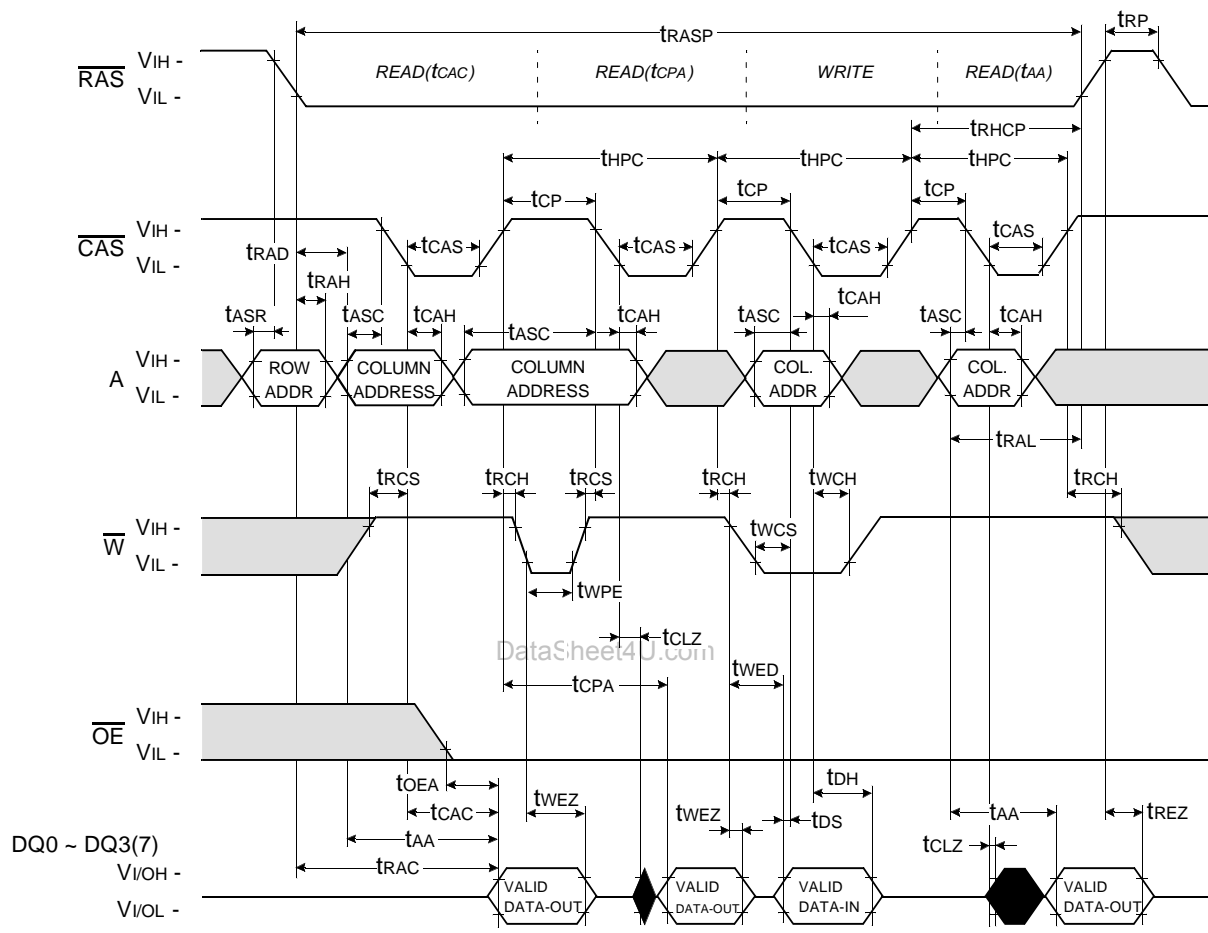 tRASP
tRP
VIH -
RAS
VIL -
READ(tCAC)
READ(tCPA)
WRITE
READ(tAA)
tRHCP
tHPC
tHPC
tHPC
tCP
tCP
tCP
VIH -
CAS
VIL -
tCAS
tCAS
tCAS
tCAS
tRAD
tRAH
tASR
tASC
tCAH
tASC
tCAH
tASC
tCAH
tASC
tCAH
VIH -
A
VIL -
ROW
ADDR
COLUMN
ADDRESS
COLUMN
ADDRESS
COL.
ADDR
COL.
ADDR
tRAL
tRCS
tRCH
tRCS
tRCH
tWCH
tRCH
VIH -
W
VIL -
tWCS
tWPE
tCLZ
DataSheet4U.com
tWED
tCPA
VIH -
OE
VIL -
tOEA
tCAC
tWEZ
tWEZ
tDH
tDS
tAA
tREZ
tAA
tCLZ
DQ0 ~ DQ3(7)
tRAC
VI/OH -
VI/OL -
VALID
DATA-OUT
VALID
DATA-OUT
VALID
DATA-IN
VALID
DATA-OUT